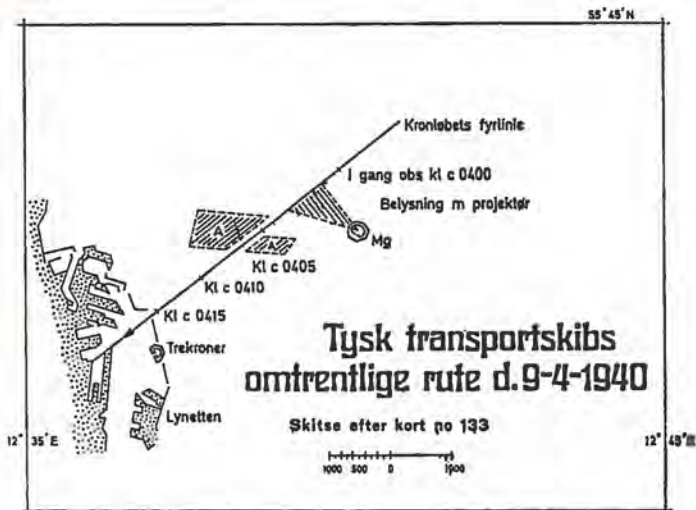 55°45'N
Kronløbets fyrlinie
I gang obs kl c 0400
Belysning m projektør
Mg
A
A
Kl c 0405
Kl c 0410
Kl c 0415
Trekroner
Lynetten
Tysk transportskibs
omtrentlige rute d.9-4-1940
Skitse efter kort no 133
12° 35'E
1000 500 0